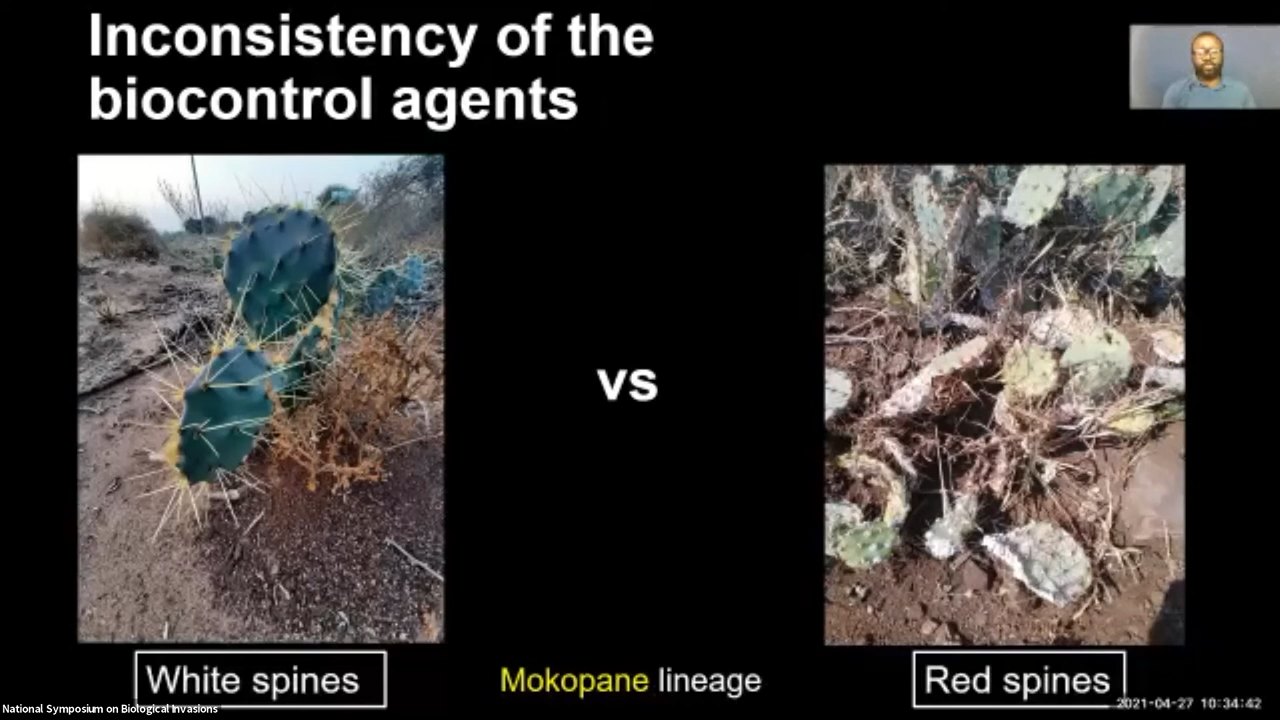 Inconsistency of the
biocontrol agents
vs
White spines
Mokopane lineage
Red spines
National Symposium on Biological Invasions
2021-04-27 10:34:42